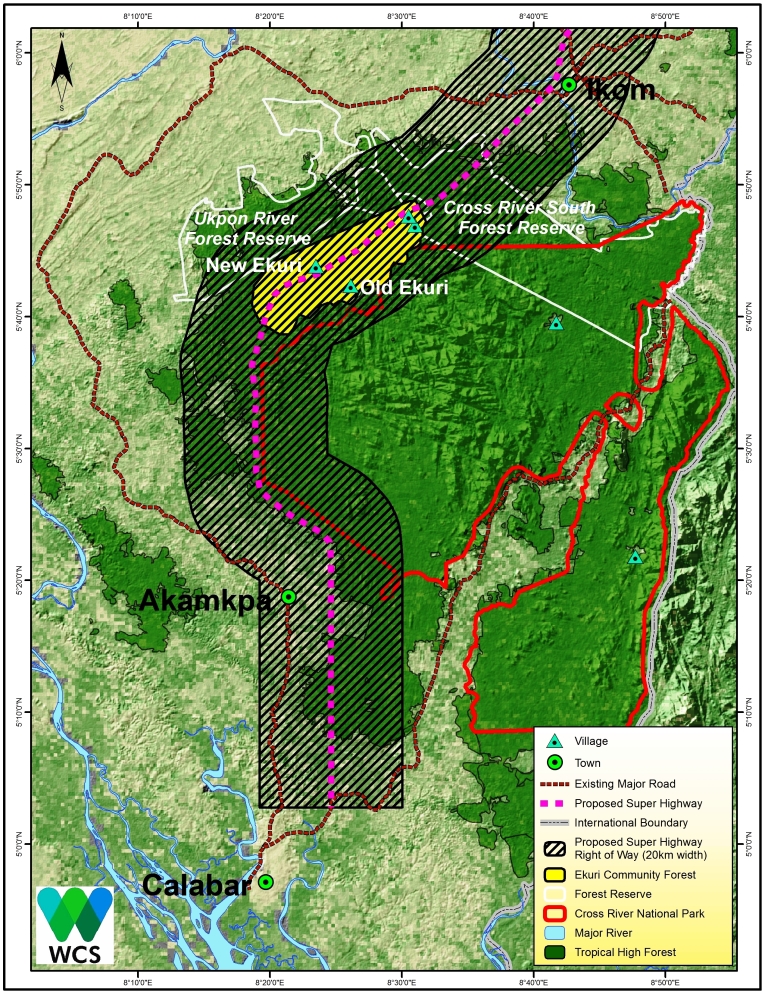 8°10'0"E 8°20'0"E 8°30'0"E 8°40'0"E 8°50'0"E
6°0'0"N 6°0'0"N
N
S
Ikom
5°50'0"N 5°50'0"N
Ukpon River
Forest Reserve
Cross River South
Forest Reserve
New Ekuri
Old Ekuri
5°40'0"N 5°40'0"N
5°30'0"N 5°30'0"N
5°20'0"N 5°20'0"N
Akamkpa
5°10'0"N 5°10'0"N
5°0'0"N 5°0'0"N
Calabar
WCS
Village
Town
Existing Major Road
Proposed Super Highway
International Boundary
Proposed Super Highway
Right of Way (20km width)
Ekuri Community Forest
Forest Reserve
Cross River National Park
Major River
Tropical High Forest
8°10'0"E 8°20'0"E 8°30'0"E 8°40'0"E 8°50'0"E